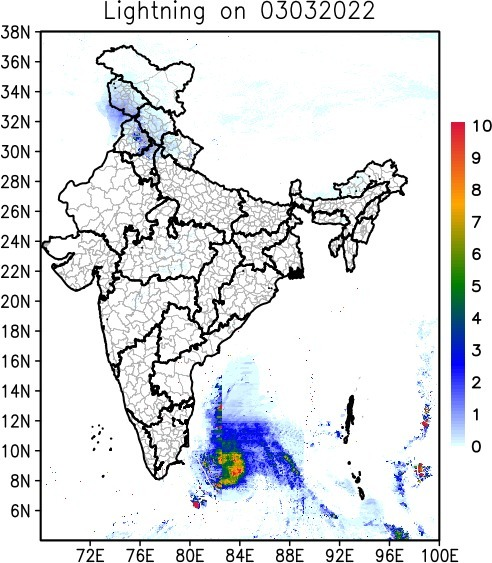 Lightning on 03032022
38N
36N
34N
32N
30N
28N
26N
24N
22N
20N
18N
16N
14N
12N
10N
8N
6N
10
9
8
7
6
5
4
3
2
1
0
72E 76E 80E 84E 88E 92E 96E 100E